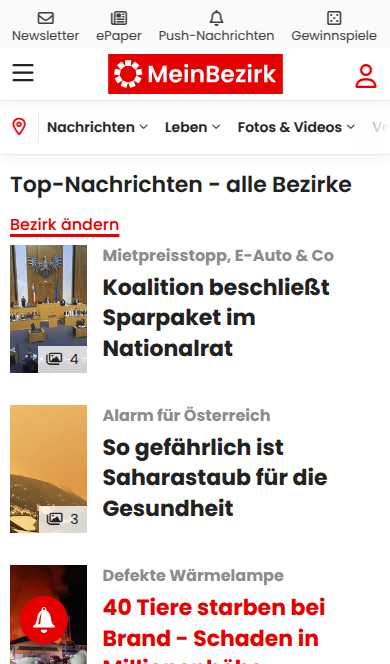 Newsletter ePaper Push-Nachrichten Gewinnspiele
MeinBezirk
Nachrichten Leben Fotos & Videos
Top-Nachrichten - alle Bezirke
Bezirk ändern
Mietpreisstopp, E-Auto & Co
Koalition beschließt
Sparpaket im
Nationalrat
4
Alarm für Österreich
So gefährlich ist
Saharastaub für die
Gesundheit
3
Defekte Wärmelampe
40 Tiere starben bei
Brand - Schaden in